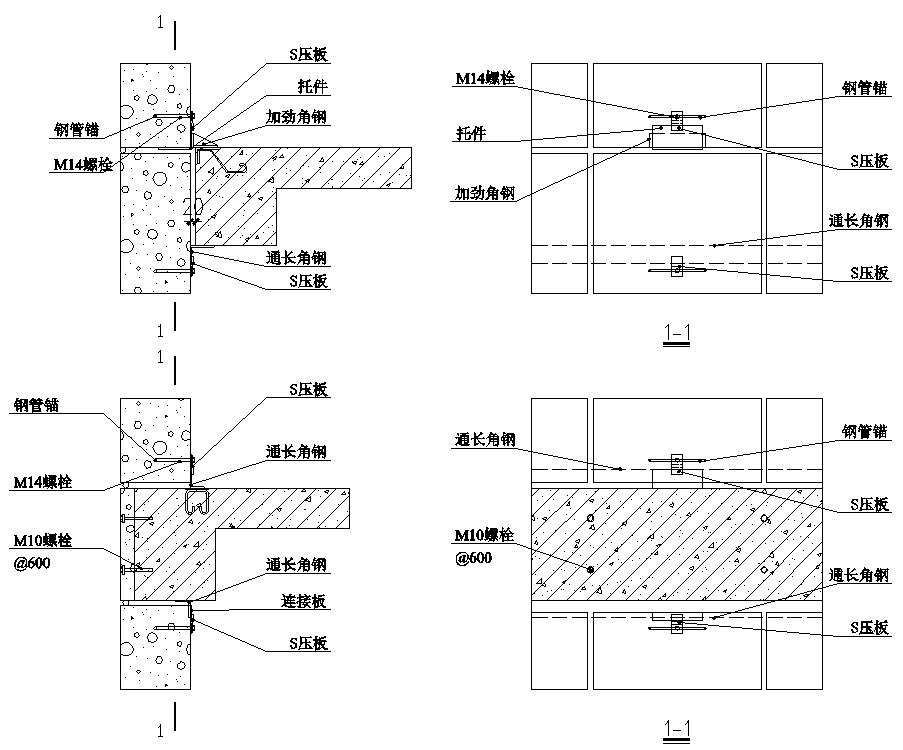 1
S压板
托件
加劲角钢
钢管锚
M14螺栓
通长角钢
S压板
1
M14螺栓
钢管锚
托件
S压板
加劲角钢
通长角钢
S压板
1-1
1
S压板
钢管锚
通长角钢
M14螺栓
M10螺栓
@600
通长角钢
连接板
S压板
1
通长角钢
钢管锚
S压板
M10螺栓
@600
通长角钢
S压板
1-1